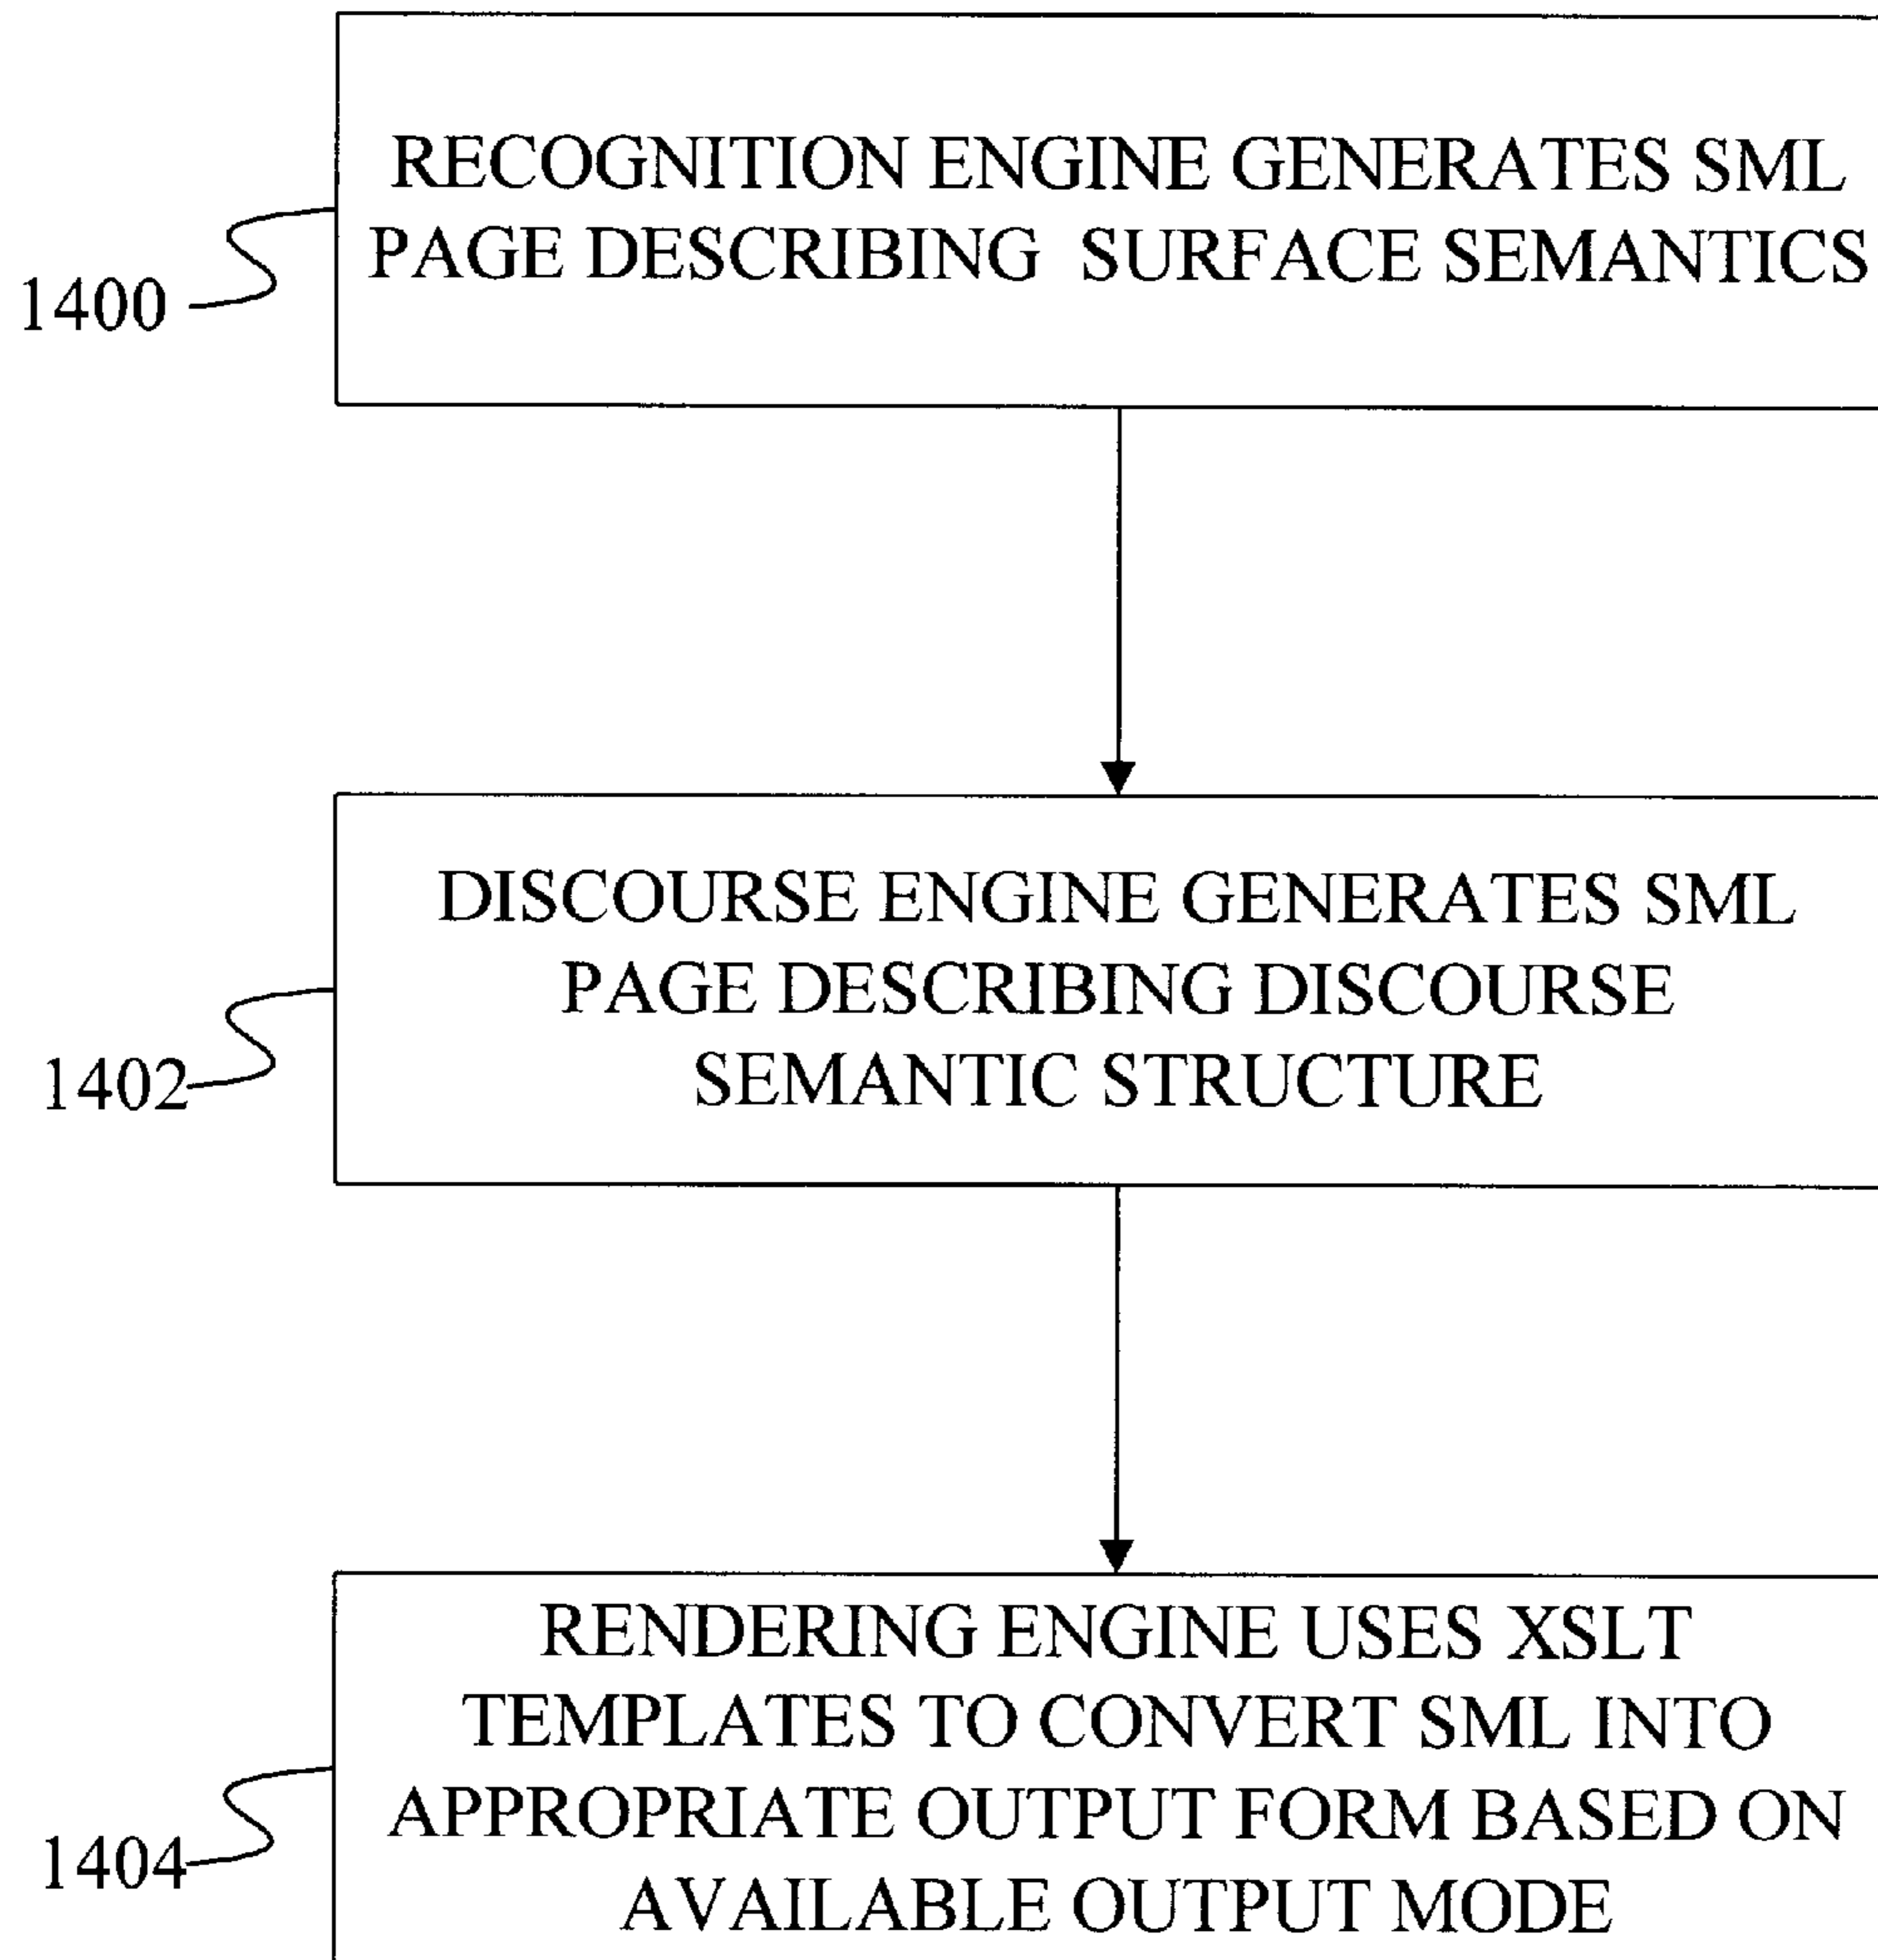 RECOGNITION ENGINE GENERATES SML
PAGE DESCRIBING SURFACE SEMANTICS
1400
DISCOURSE ENGINE GENERATES SML
PAGE DESCRIBING DISCOURSE
SEMANTIC STRUCTURE
1402
RENDERING ENGINE USES XSLT
TEMPLATES TO CONVERT SML INTO
APPROPRIATE OUTPUT FORM BASED ON
AVAILABLE OUTPUT MODE
1404